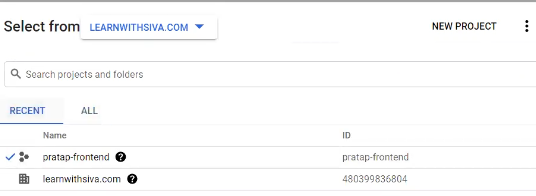 Select from LEARNWITHSIVA.COM NEW PROJECT
Search projects and folders
RECENT ALL
Name ID
pratap-frontend pratap-frontend
learnwithsiva.com 480399836804